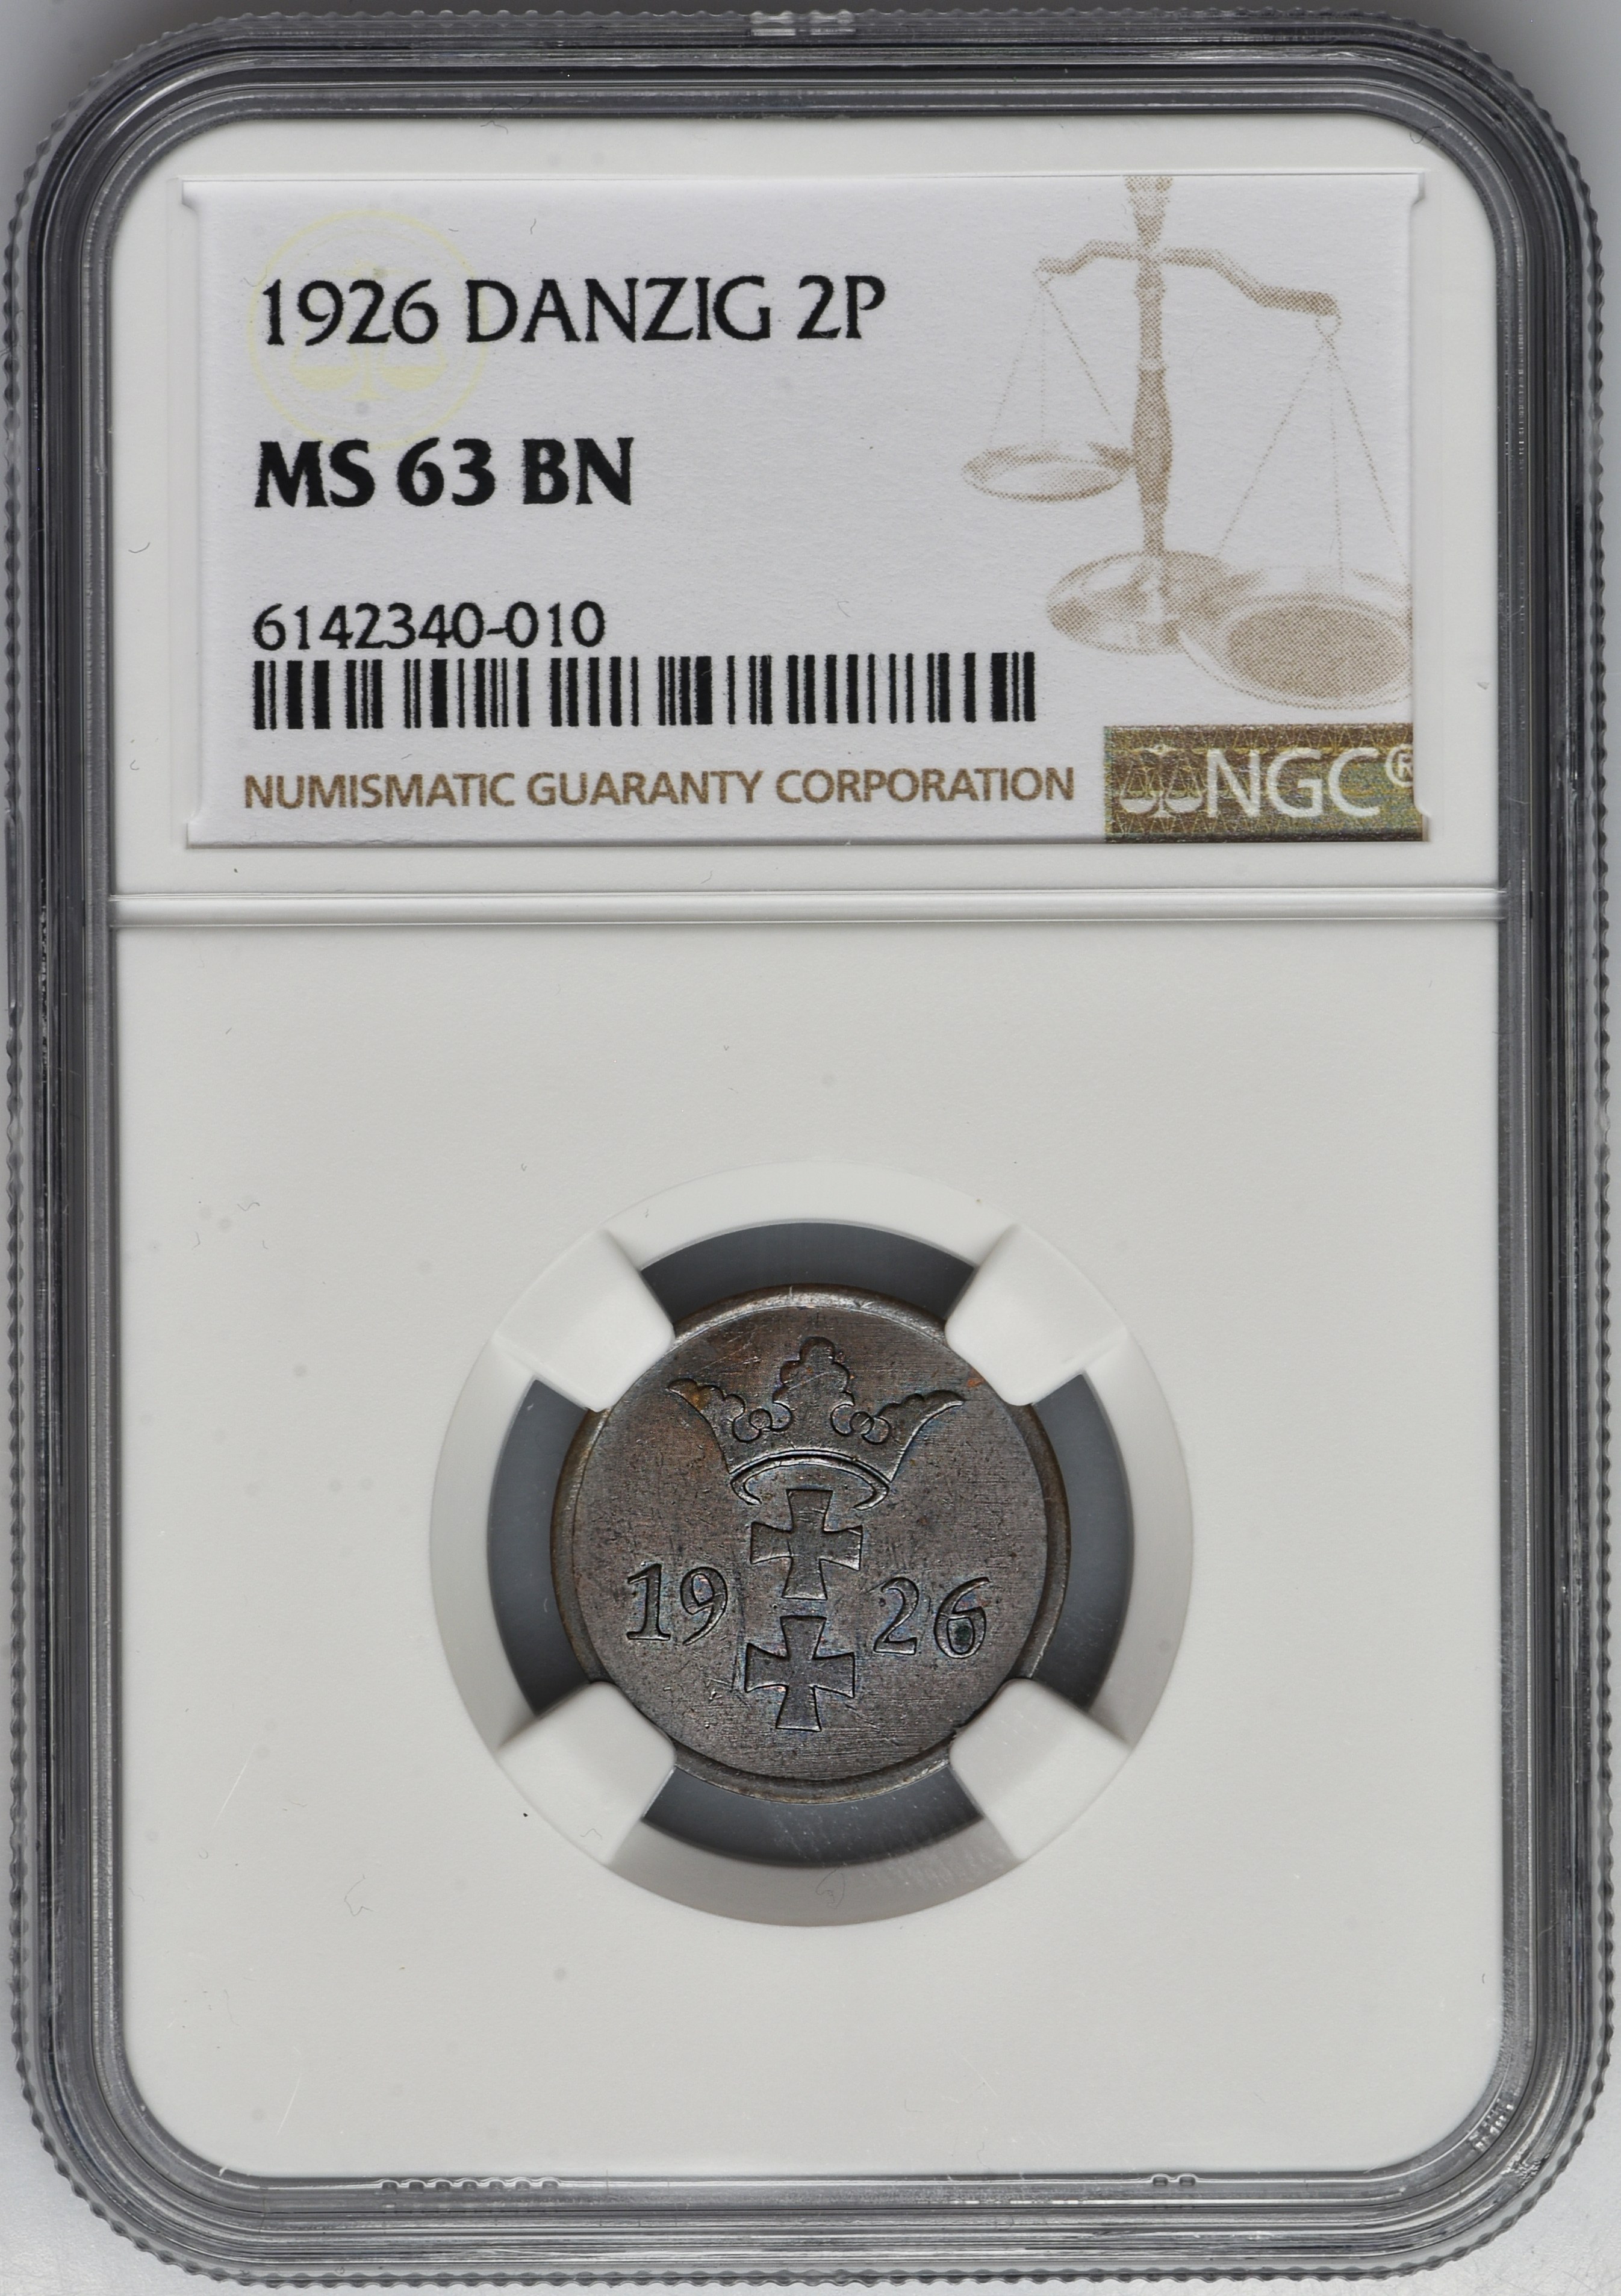 1926 DANZIG 2P
MS 63 BN
6142340-010
NUMISMATIC GUARANTY CORPORATION
NGC®
1926